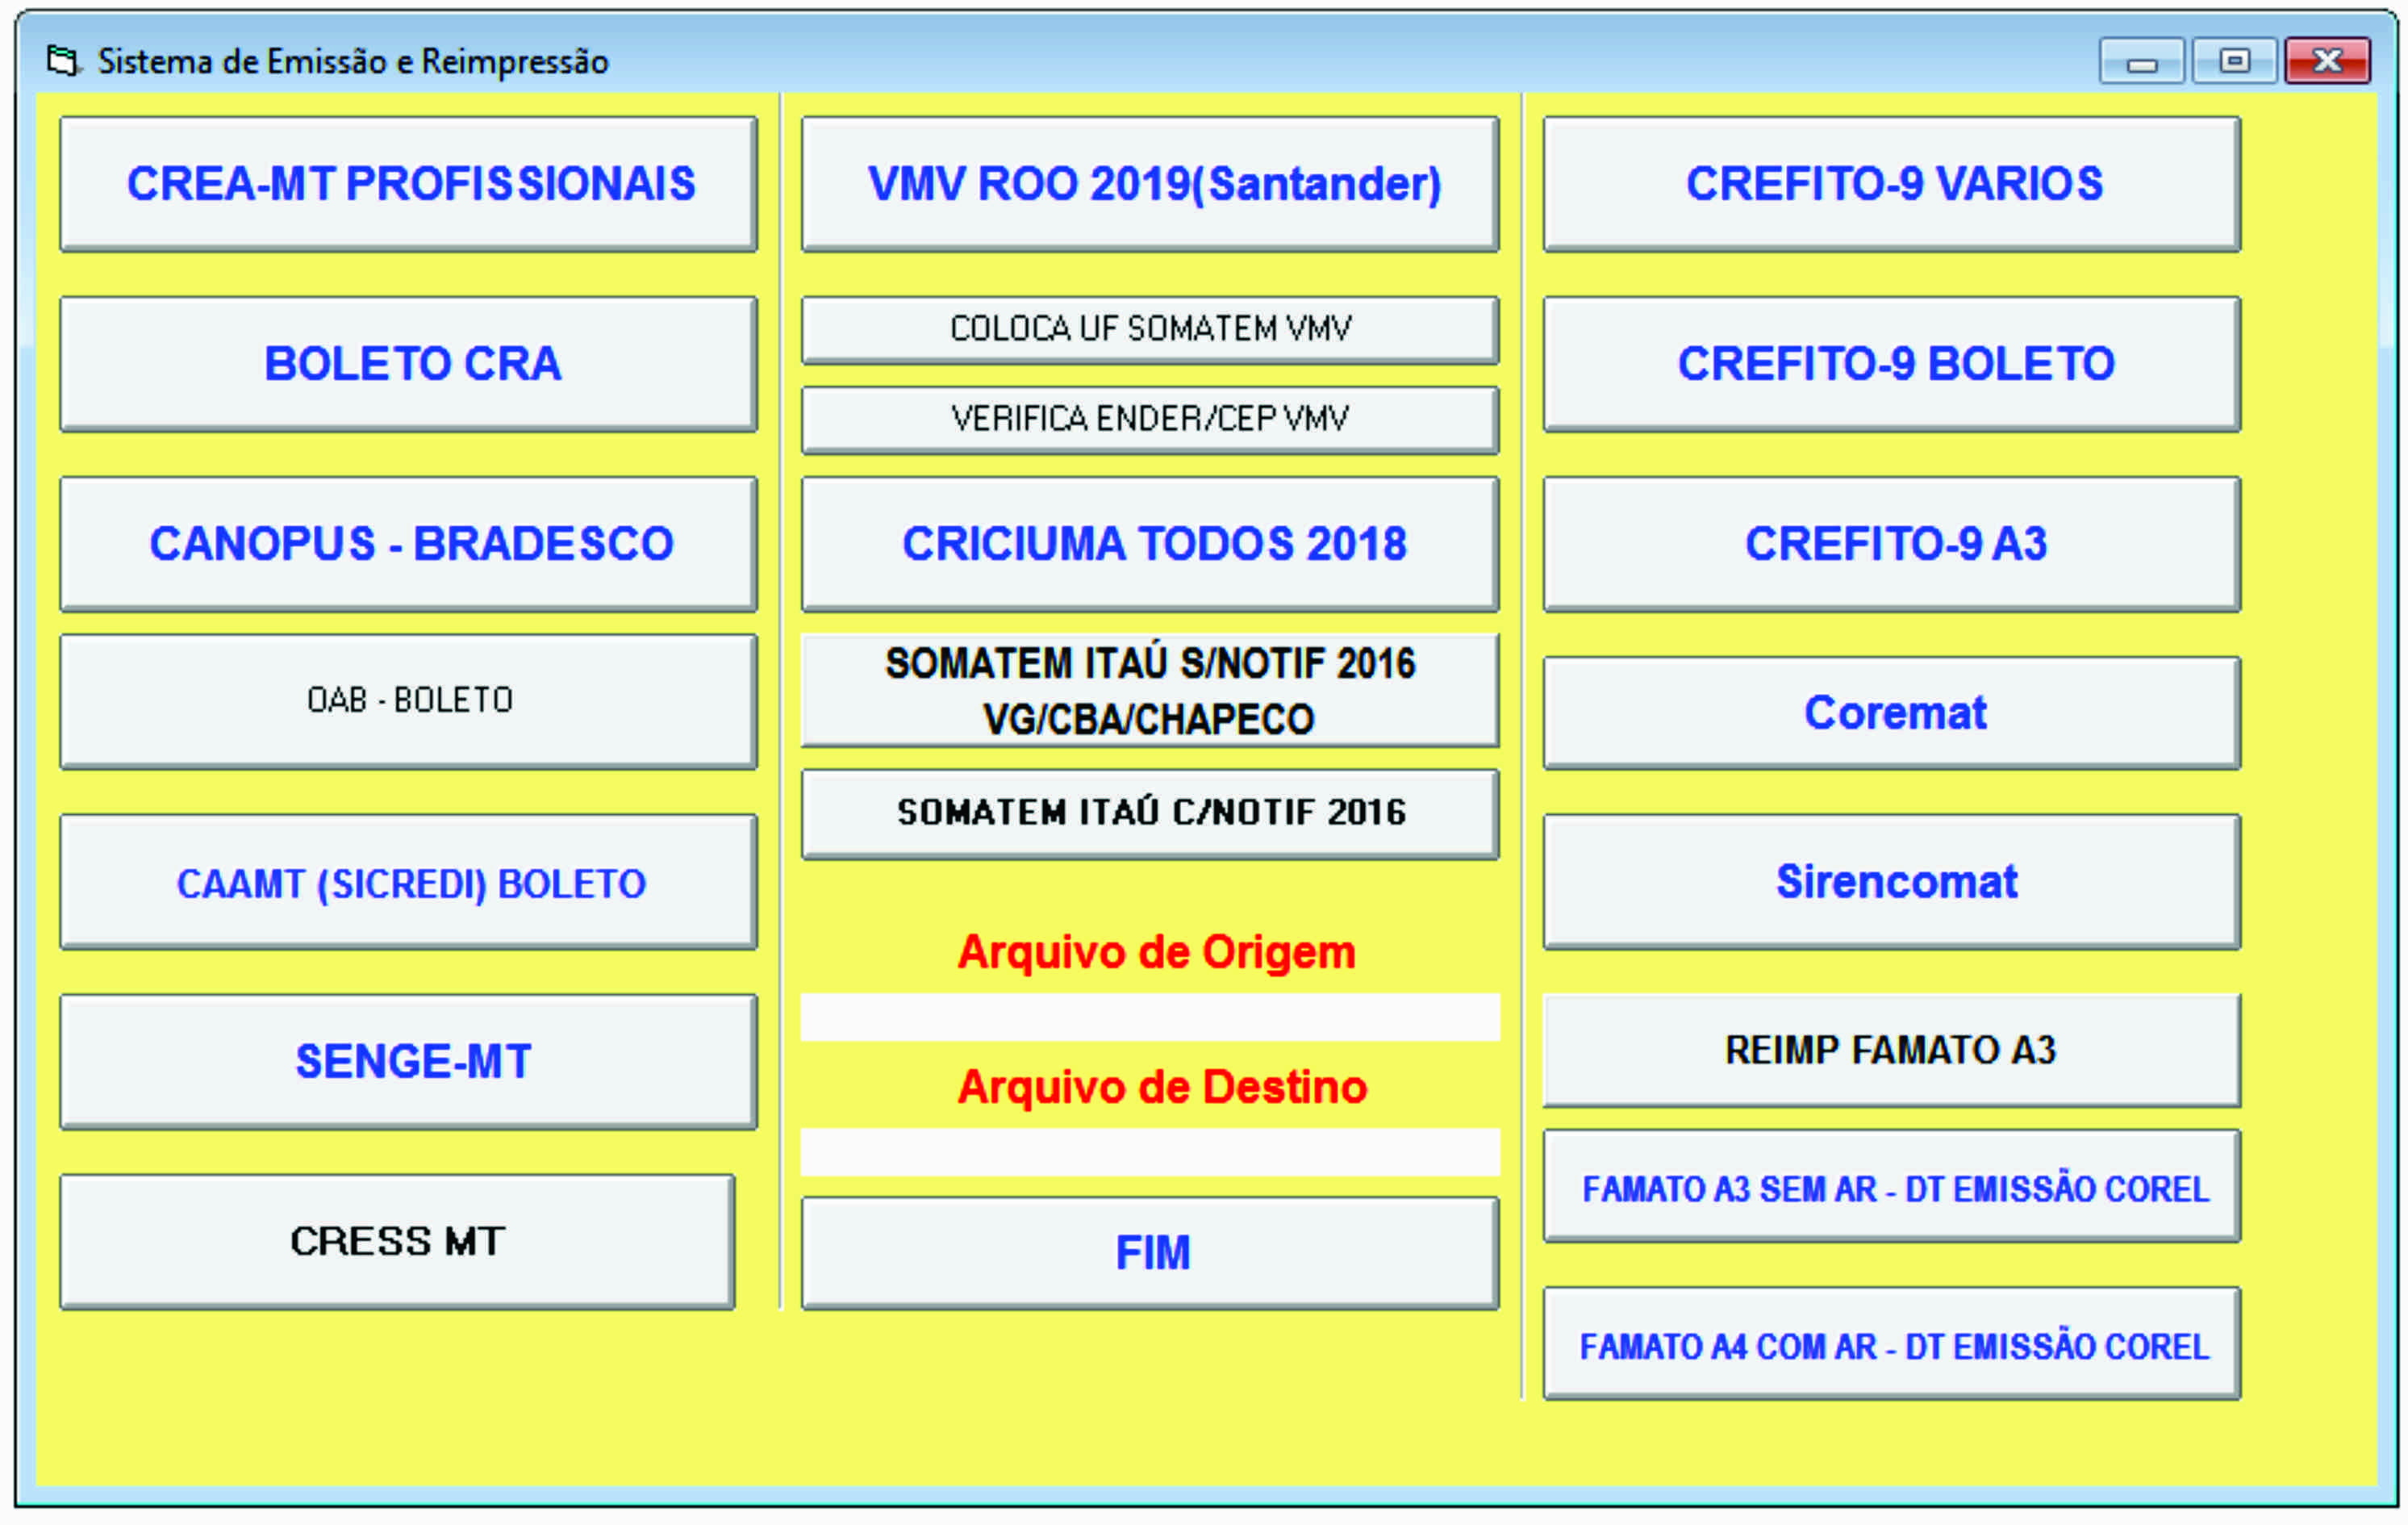 Sistema de Emissão e Reimpressão
CREA-MT PROFISSIONAIS
BOLETO CRA
CANOPUS - BRADESCO
OAB - BOLETO
CAAMT (SICREDI) BOLETO
SENGE-MT
CRESS MT
VMV ROO 2019(Santander)
COLOCA UF SOMATEM VMV
VERIFICA ENDER/CEP VMV
CRICIUMA TODOS 2018
SOMATEM ITAÚ S/NOTIF 2016
VG/CBA/CHAPECO
SOMATEM ITAÚ C/NOTIF 2016
Arquivo de Origem
Arquivo de Destino
FIM
CREFITO-9 VARIOS
CREFITO-9 BOLETO
CREFITO-9 A3
Coremat
Sirencomat
REIMP FAMATO A3
FAMATO A3 SEM AR - DT EMISSÃO COREL
FAMATO A4 COM AR - DT EMISSÃO COREL